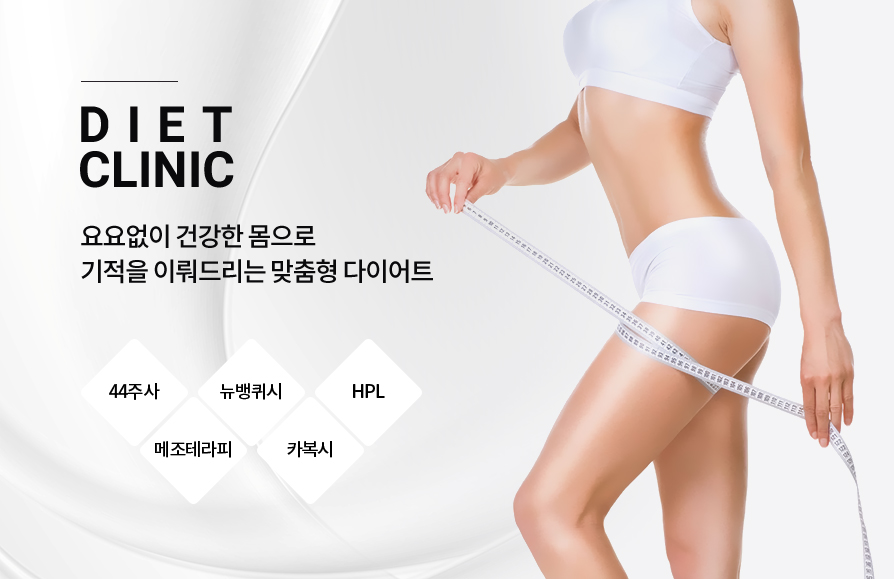 DIET
CLINIC
요요없이 건강한 몸으로
기적을 이뤄드리는 맞춤형 다이어트
44주사
뉴뱅퀴시
HPL
메조테라피
카복시